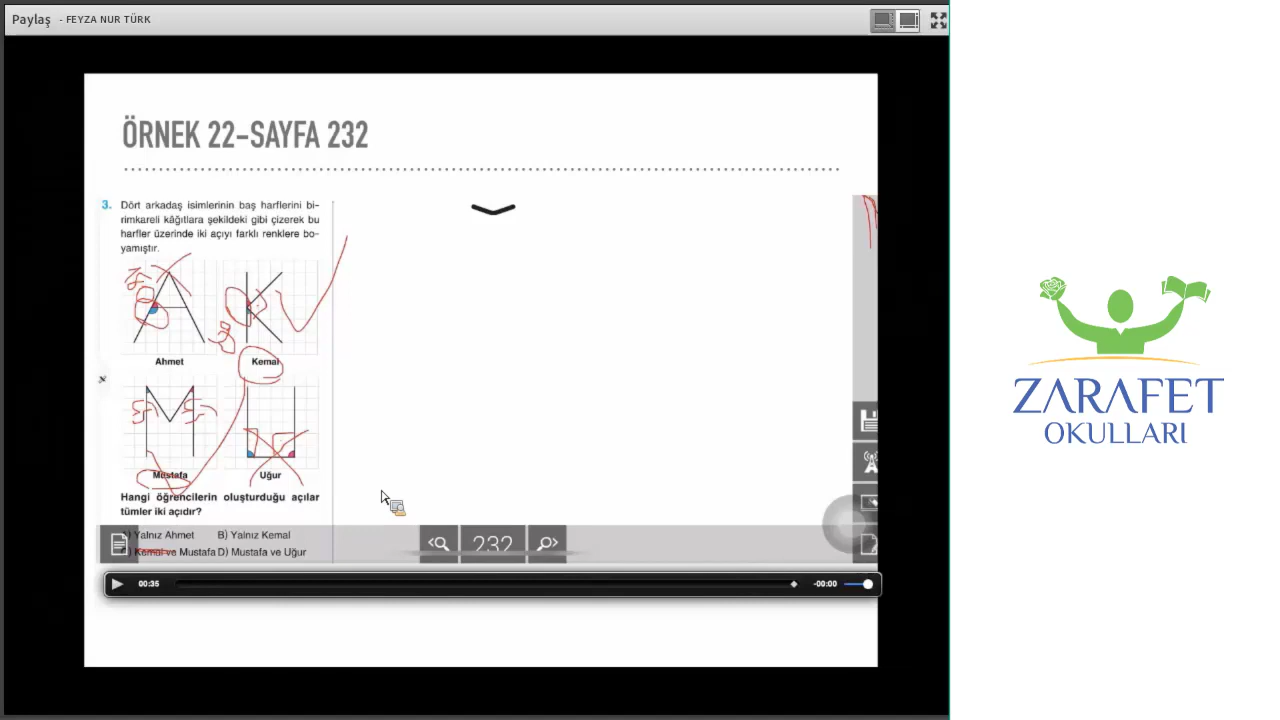 Paylaş - FEYZA NUR TÜRK
ÖRNEK 22-SAYFA 232
3. Dört arkadaş isimlerinin baş harflerini bi-
rimkareli kâğıtlara şekildeki gibi çizerek bu
harfler üzerinde iki açıyı farklı renklere bo-
yamıştır.
Ahmet
Kemal
Mustafa
Uğur
Hangi öğrencilerin oluşturduğu açılar
tümler iki açıdır?
A) Yalnız Ahmet B) Yalnız Kemal
C) Kemal ve Mustafa D) Mustafa ve Uğur
232
00:35 -00:00
ZARAFET
OKULLARI